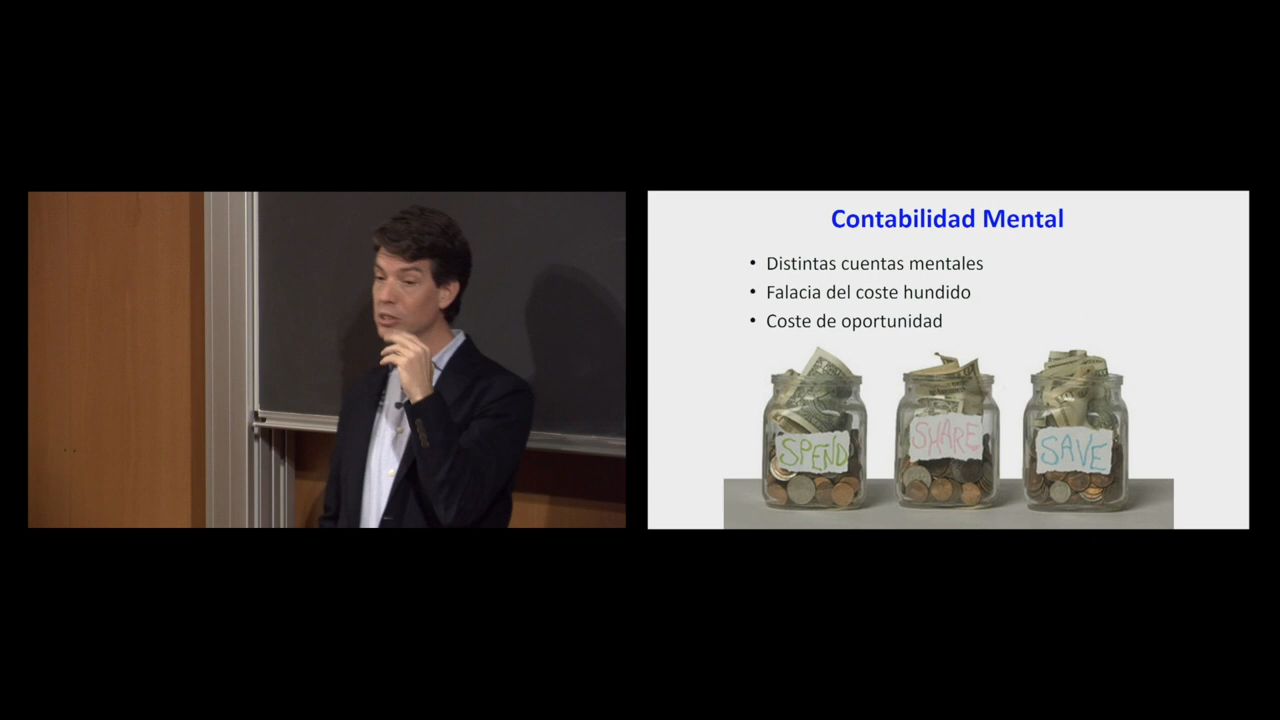 Contabilidad Mental
• Distintas cuentas mentales
• Falacia del coste hundido
• Coste de oportunidad
SPEND
SHARE
SAVE